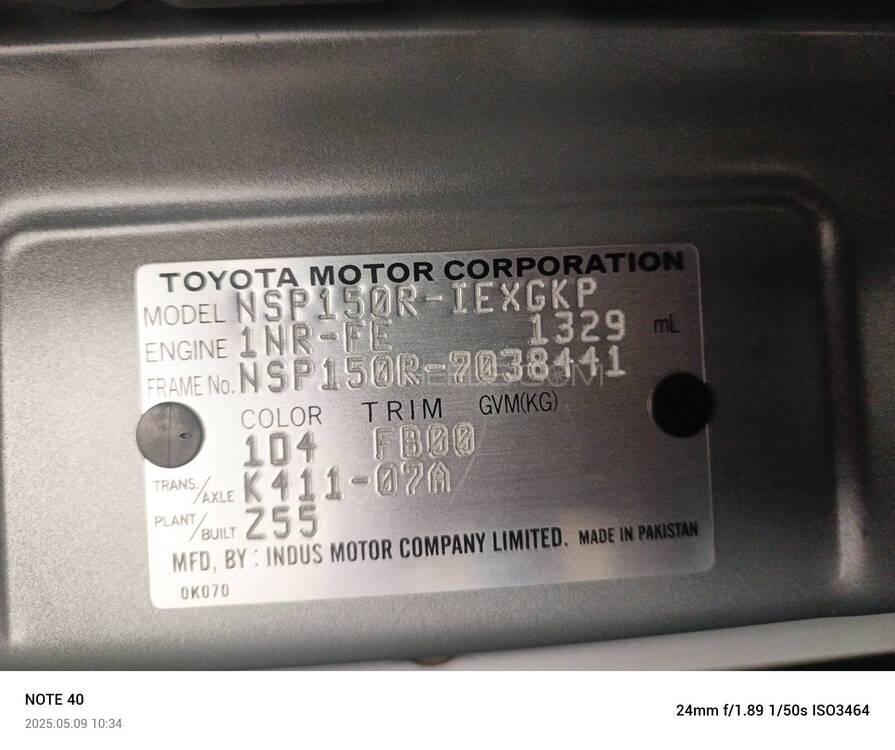 TOYOTA MOTOR CORPORATION
MODEL NSP150R-IEXGKP
ENGINE 1NR-FE 1329 mL
FRAME No. NSP150R-7038441
COLOR TRIM GVM(KG)
1D4 FB00
TRANS./AXLE K411-07A
PLANT/BUILT Z55
MFD, BY : INDUS MOTOR COMPANY LIMITED. MADE IN PAKISTAN
0K070
NOTE 40
2025.05.09 10:34
24mm f/1.89 1/50s ISO3464